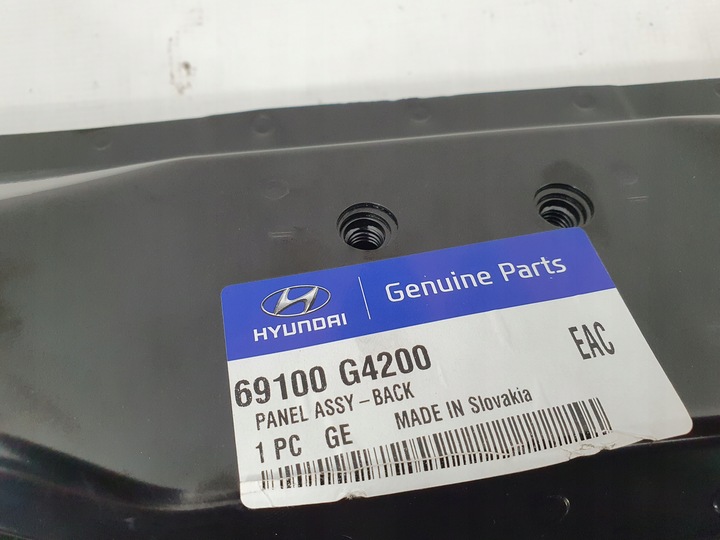 HYUNDAI
Genuine Parts
69100 G4200
EAC
PANEL ASSY-BACK
1 PC GE MADE IN Slovakia